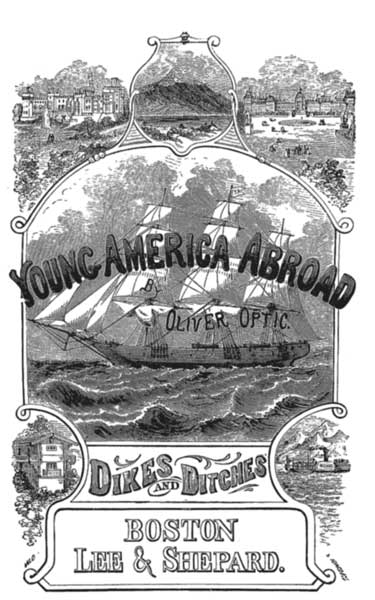 YOUNG AMERICA ABROAD
BY
OLIVER OPTIC.
DIKES
AND DITCHES
BOSTON
LEE & SHEPARD.